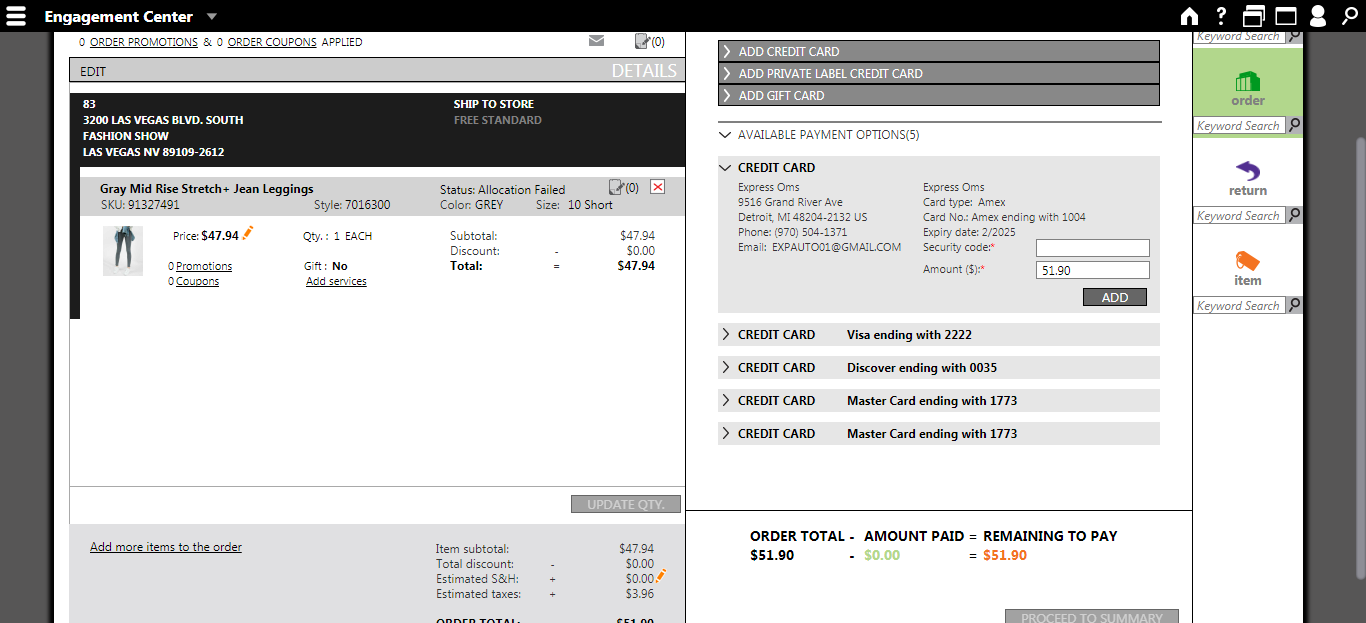 Engagement Center
0 ORDER PROMOTIONS & 0 ORDER COUPONS APPLIED
(0)
EDIT
DETAILS
83
3200 LAS VEGAS BLVD. SOUTH
FASHION SHOW
LAS VEGAS NV 89109-2612
SHIP TO STORE
FREE STANDARD
Gray Mid Rise Stretch+ Jean Leggings
SKU: 91327491
Style: 7016300
Status: Allocation Failed
(0)
Color: GREY
Size: 10 Short
Price: $47.94
Qty. : 1 EACH
0 Promotions
Gift : No
0 Coupons
Add services
Subtotal: $47.94
Discount: - $0.00
Total: = $47.94
UPDATE QTY.
Add more items to the order
Item subtotal: $47.94
Total discount: - $0.00
Estimated S&H: + $0.00
Estimated taxes: + $3.96
ORDER TOTAL: $51.90
ADD CREDIT CARD
ADD PRIVATE LABEL CREDIT CARD
ADD GIFT CARD
AVAILABLE PAYMENT OPTIONS(5)
CREDIT CARD
Express Oms
9516 Grand River Ave
Detroit, MI 48204-2132 US
Phone: (970) 504-1371
Email: EXPAUTO01@GMAIL.COM
Express Oms
Card type: Amex
Card No.: Amex ending with 1004
Expiry date: 2/2025
Security code:*
Amount ($):* 51.90
ADD
CREDIT CARD Visa ending with 2222
CREDIT CARD Discover ending with 0035
CREDIT CARD Master Card ending with 1773
CREDIT CARD Master Card ending with 1773
ORDER TOTAL - AMOUNT PAID = REMAINING TO PAY
$51.90 - $0.00 = $51.90
PROCEED TO SUMMARY
Keyword Search
order
Keyword Search
return
Keyword Search
item
Keyword Search